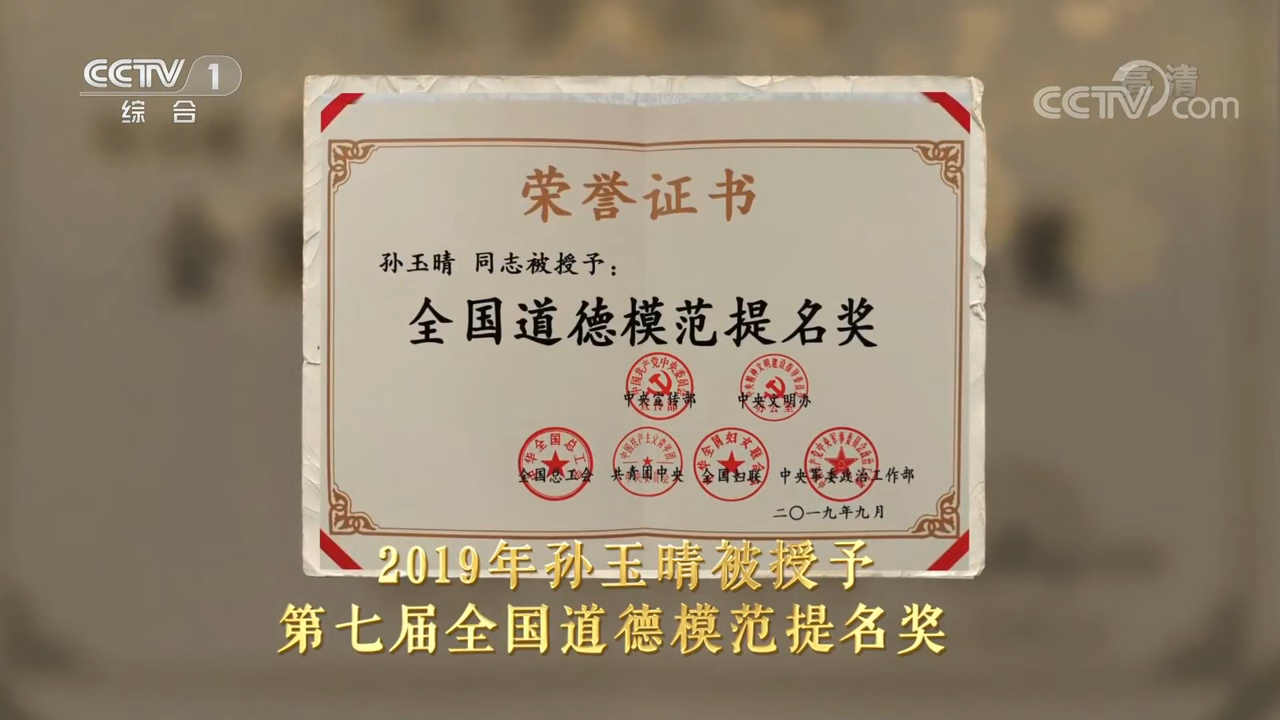 CCTV 1
综合
高清
CCTV.com
荣誉证书
孙玉晴 同志被授予：
全国道德模范提名奖
中央宣传部 中央文明办
全国总工会 共青团中央 全国妇联 中央军委政治工作部
二〇一九年九月
2019年孙玉晴被授予
第七届全国道德模范提名奖